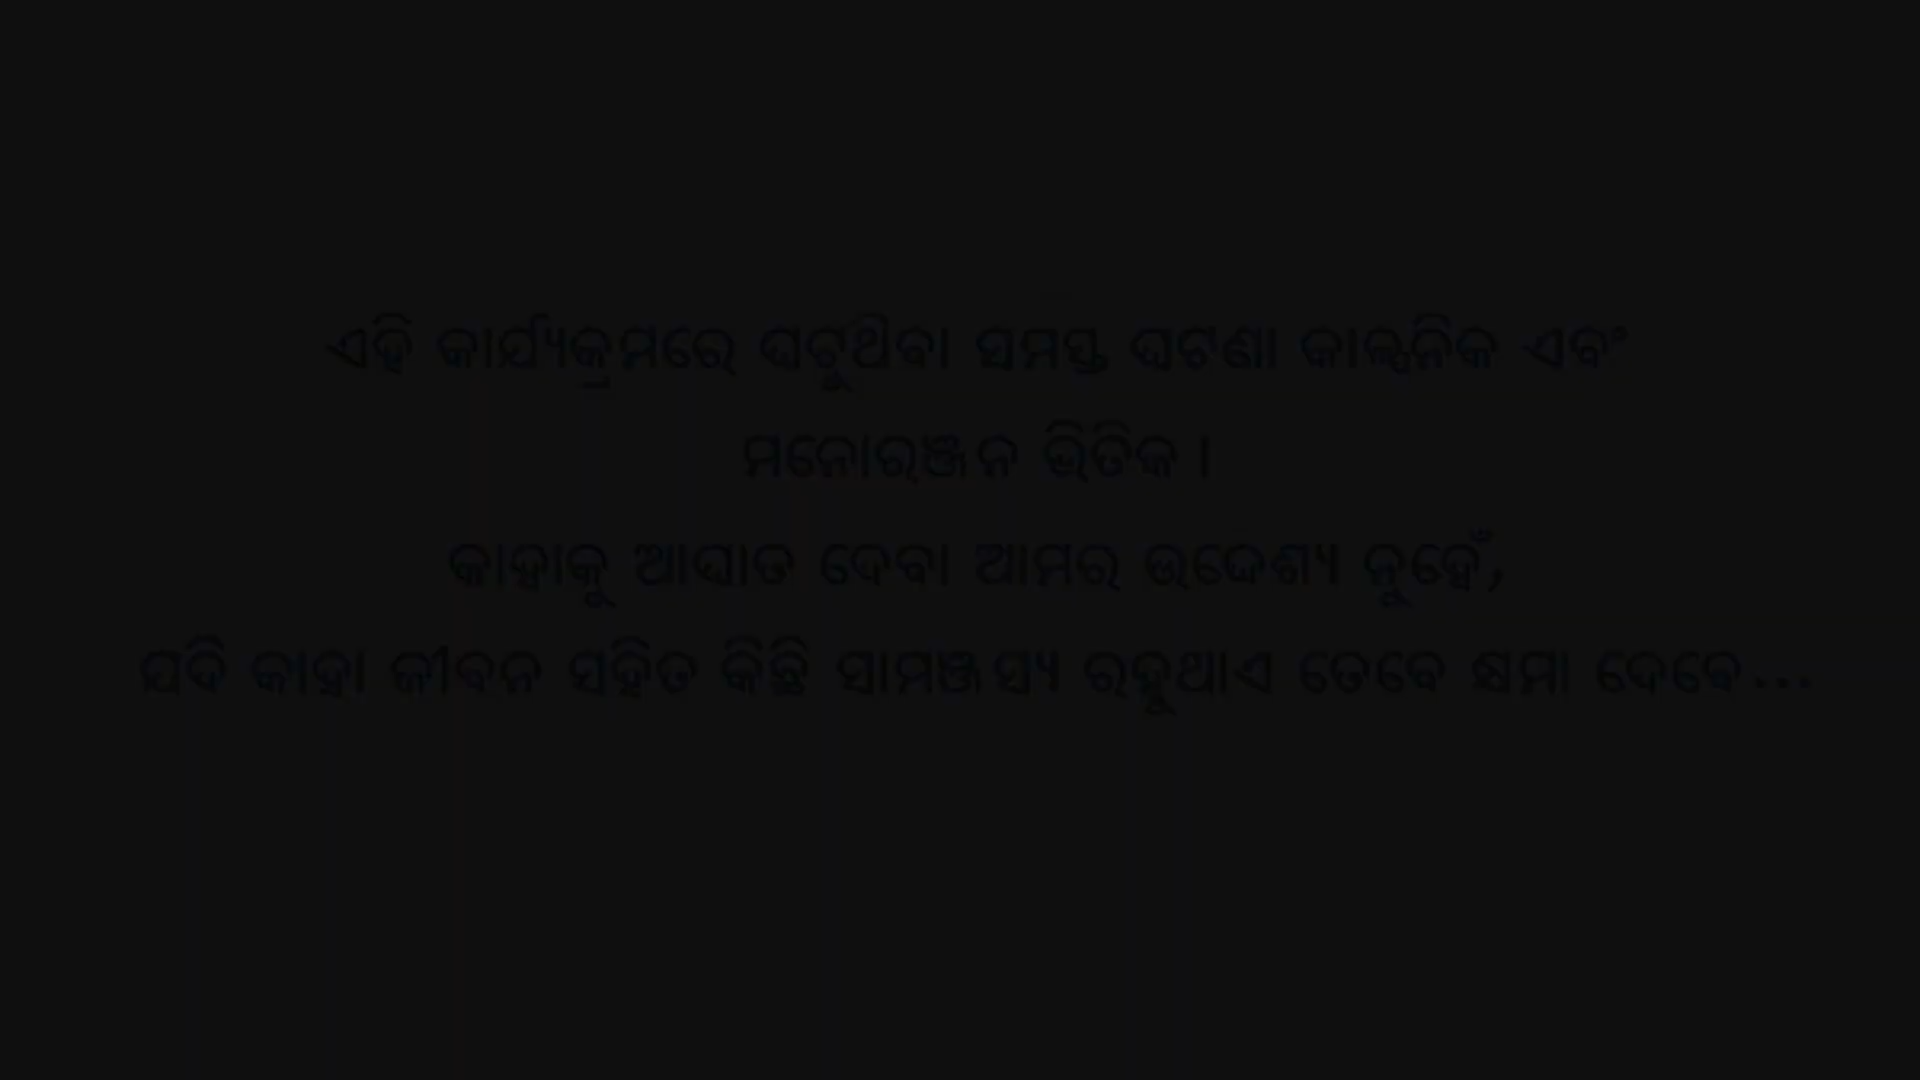 ଏହି କାର୍ଯ୍ୟକ୍ରମରେ ଘଟୁଥିବା ସମସ୍ତ ଘଟଣା କାଳ୍ପନିକ ଏବଂ
ମନୋରଞ୍ଜନ ଭିତିକ ।
କାହାକୁ ଆଘାତ ଦେବା ଆମର ଉଦ୍ଦେଶ୍ୟ ନୁହେଁ,
ଯଦି କାହା ଜୀବନ ସହିତ କିଛି ସାମଞ୍ଜସ୍ୟ ରହୁଥାଏ ତେବେ କ୍ଷମା ଦେବେ...